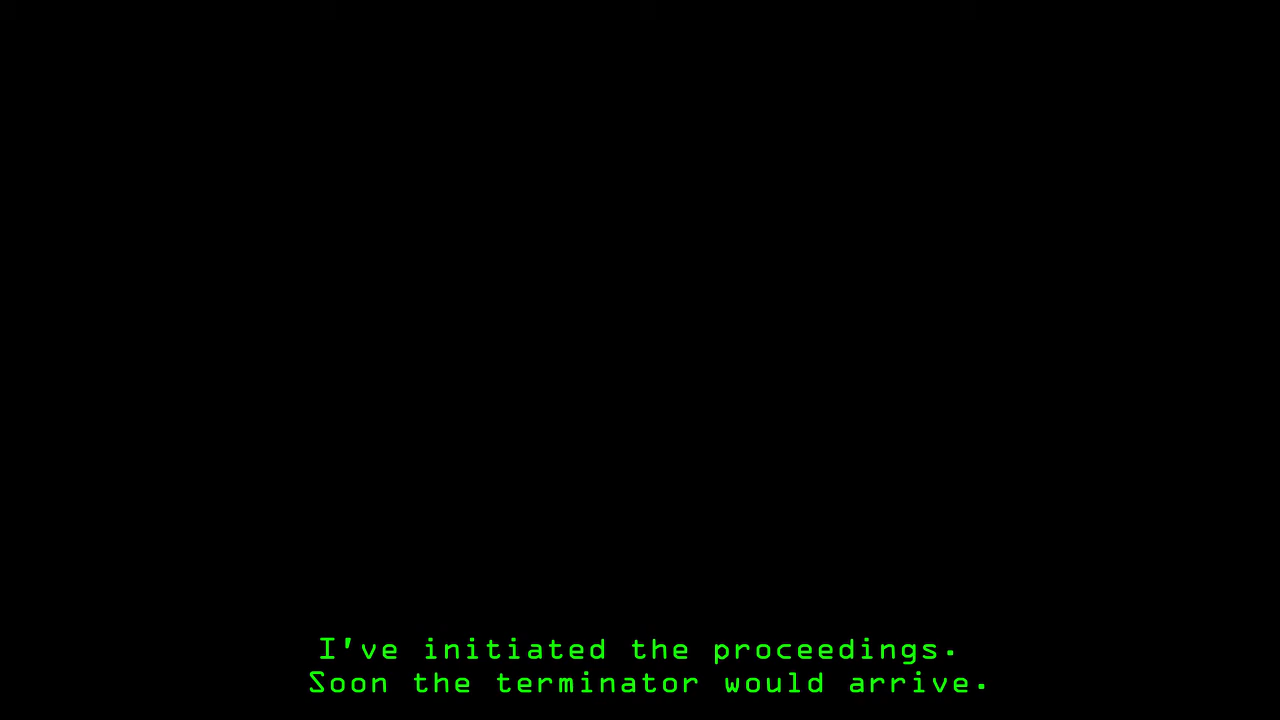 I've initiated the proceedings.
Soon the terminator would arrive.